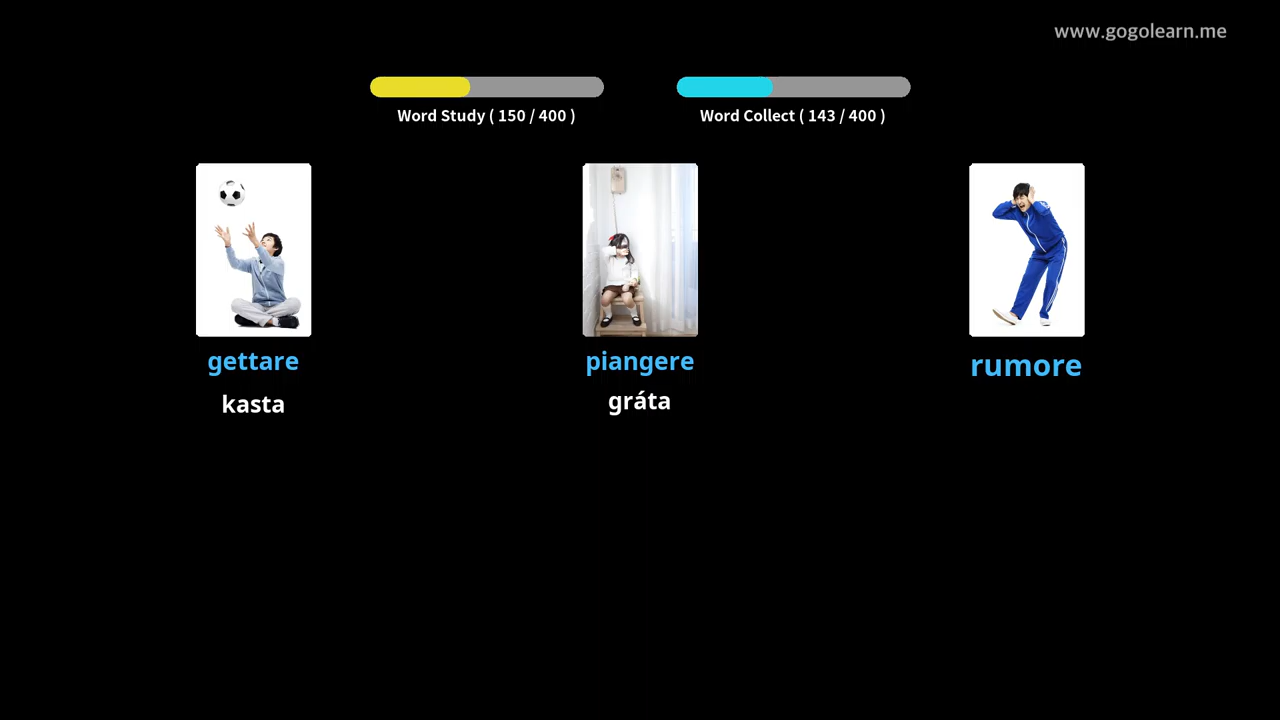 www.gogolearn.me
Word Study ( 150 / 400 )
Word Collect ( 143 / 400 )
gettare
kasta
piangere
gráta
rumore